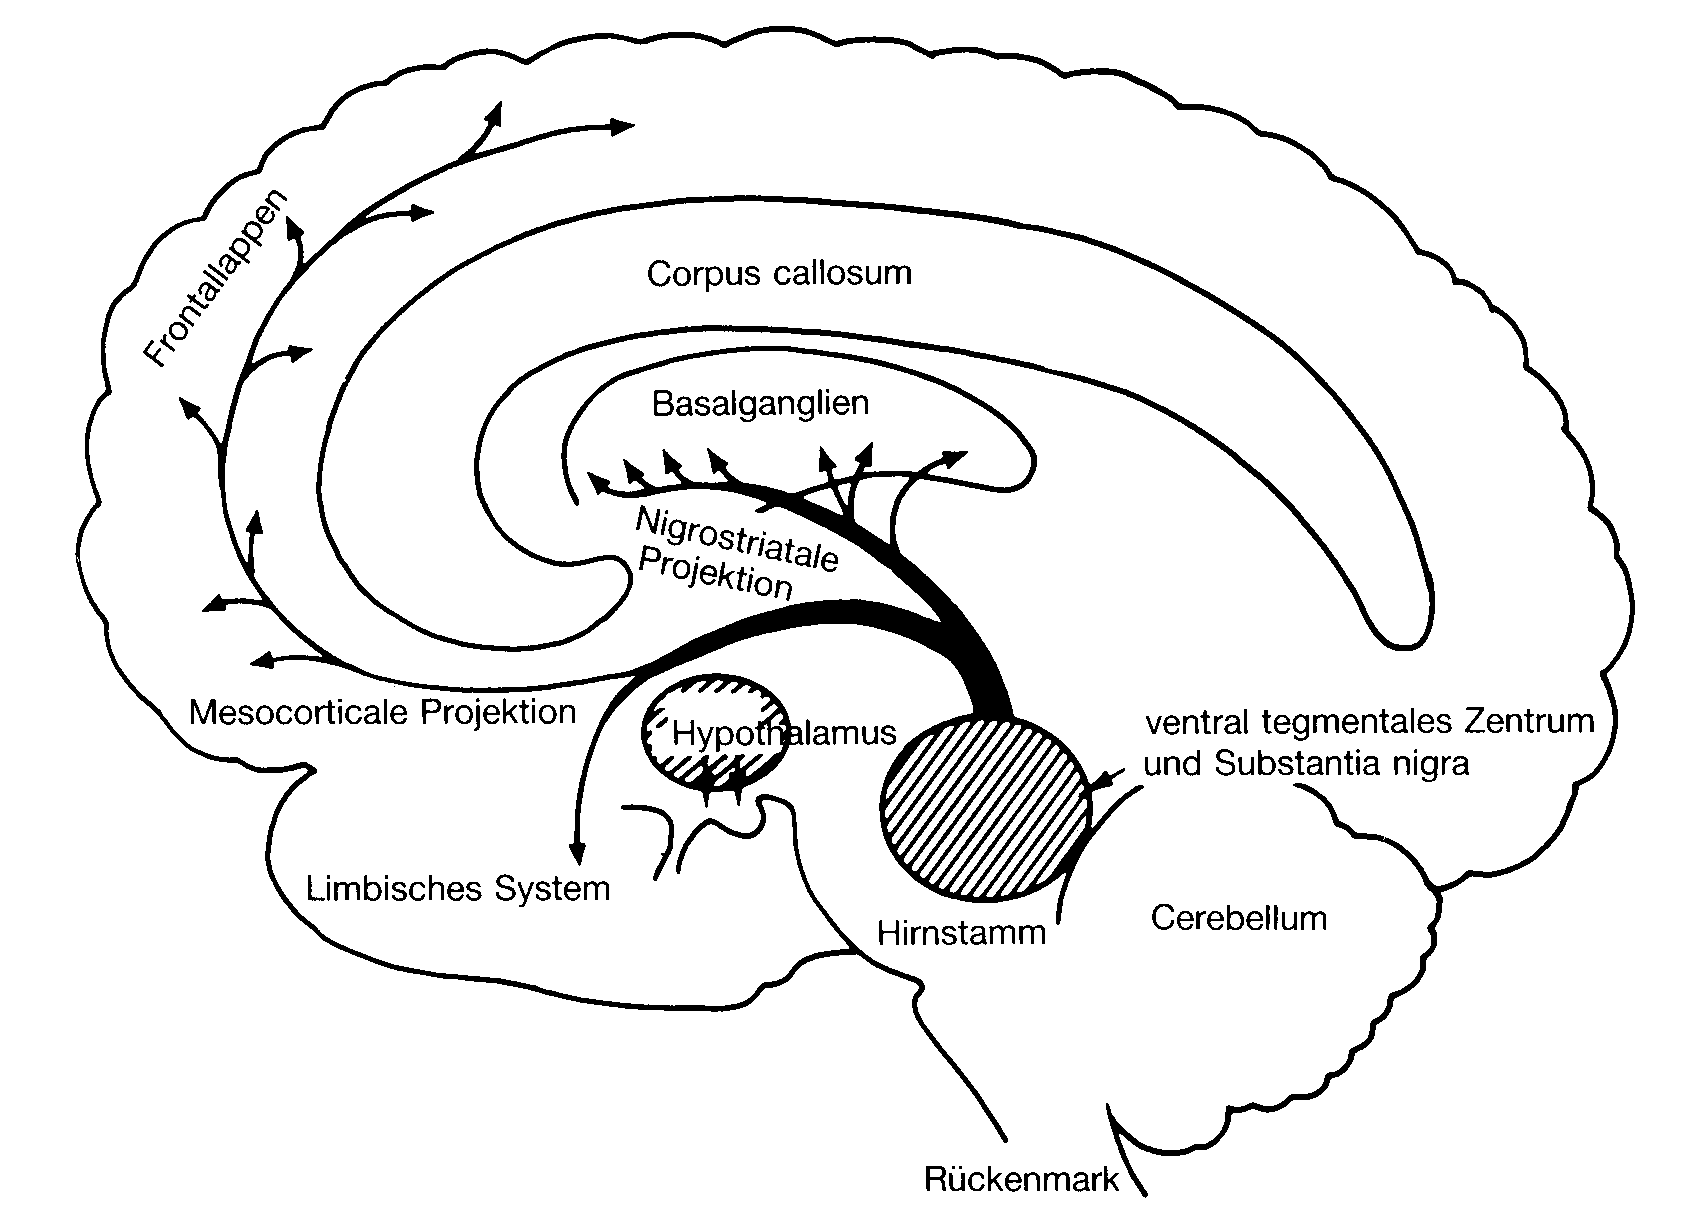 Frontallappen
Corpus callosum
Basalganglien
Nigrostriatale
Projektion
Mesocorticale Projektion
Hypothalamus
ventral tegmentales Zentrum
und Substantia nigra
Limbisches System
Hirnstamm
Cerebellum
Rückenmark